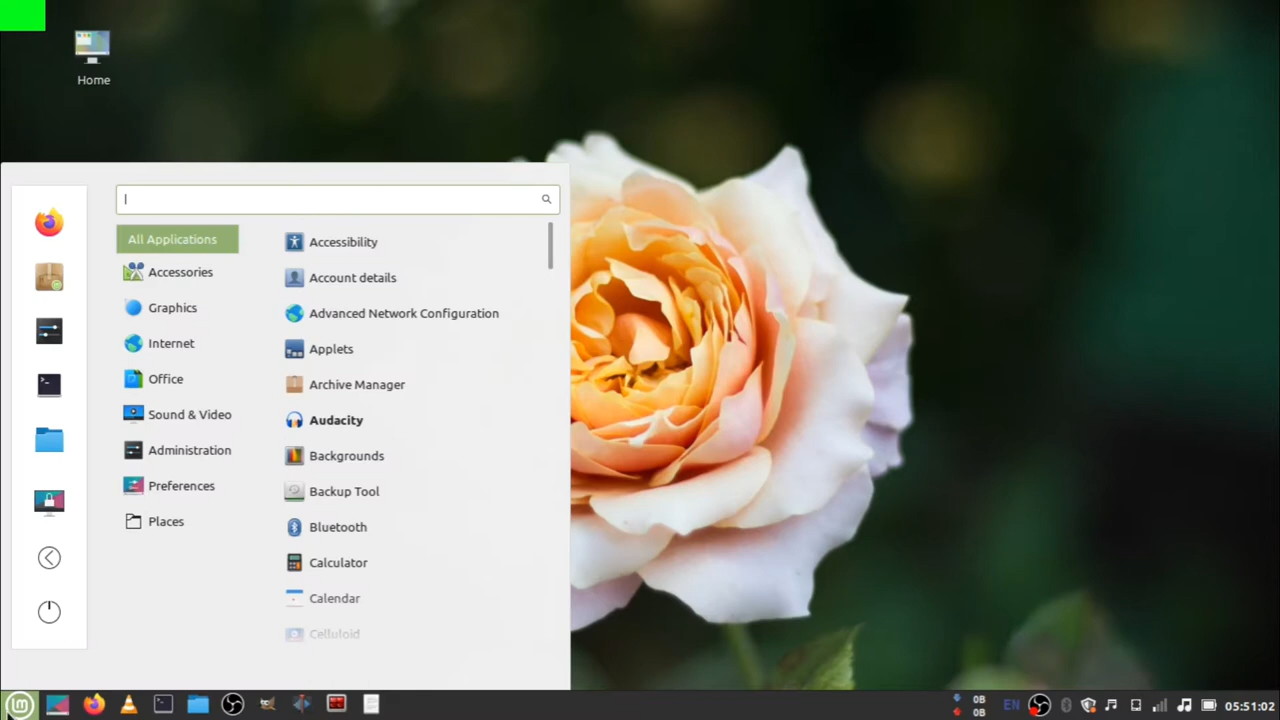 Home
All Applications
Accessories
Graphics
Internet
Office
Sound & Video
Administration
Preferences
Places
Accessibility
Account details
Advanced Network Configuration
Applets
Archive Manager
Audacity
Backgrounds
Backup Tool
Bluetooth
Calculator
Calendar
Celluloid
0B
0B
EN
05:51:02